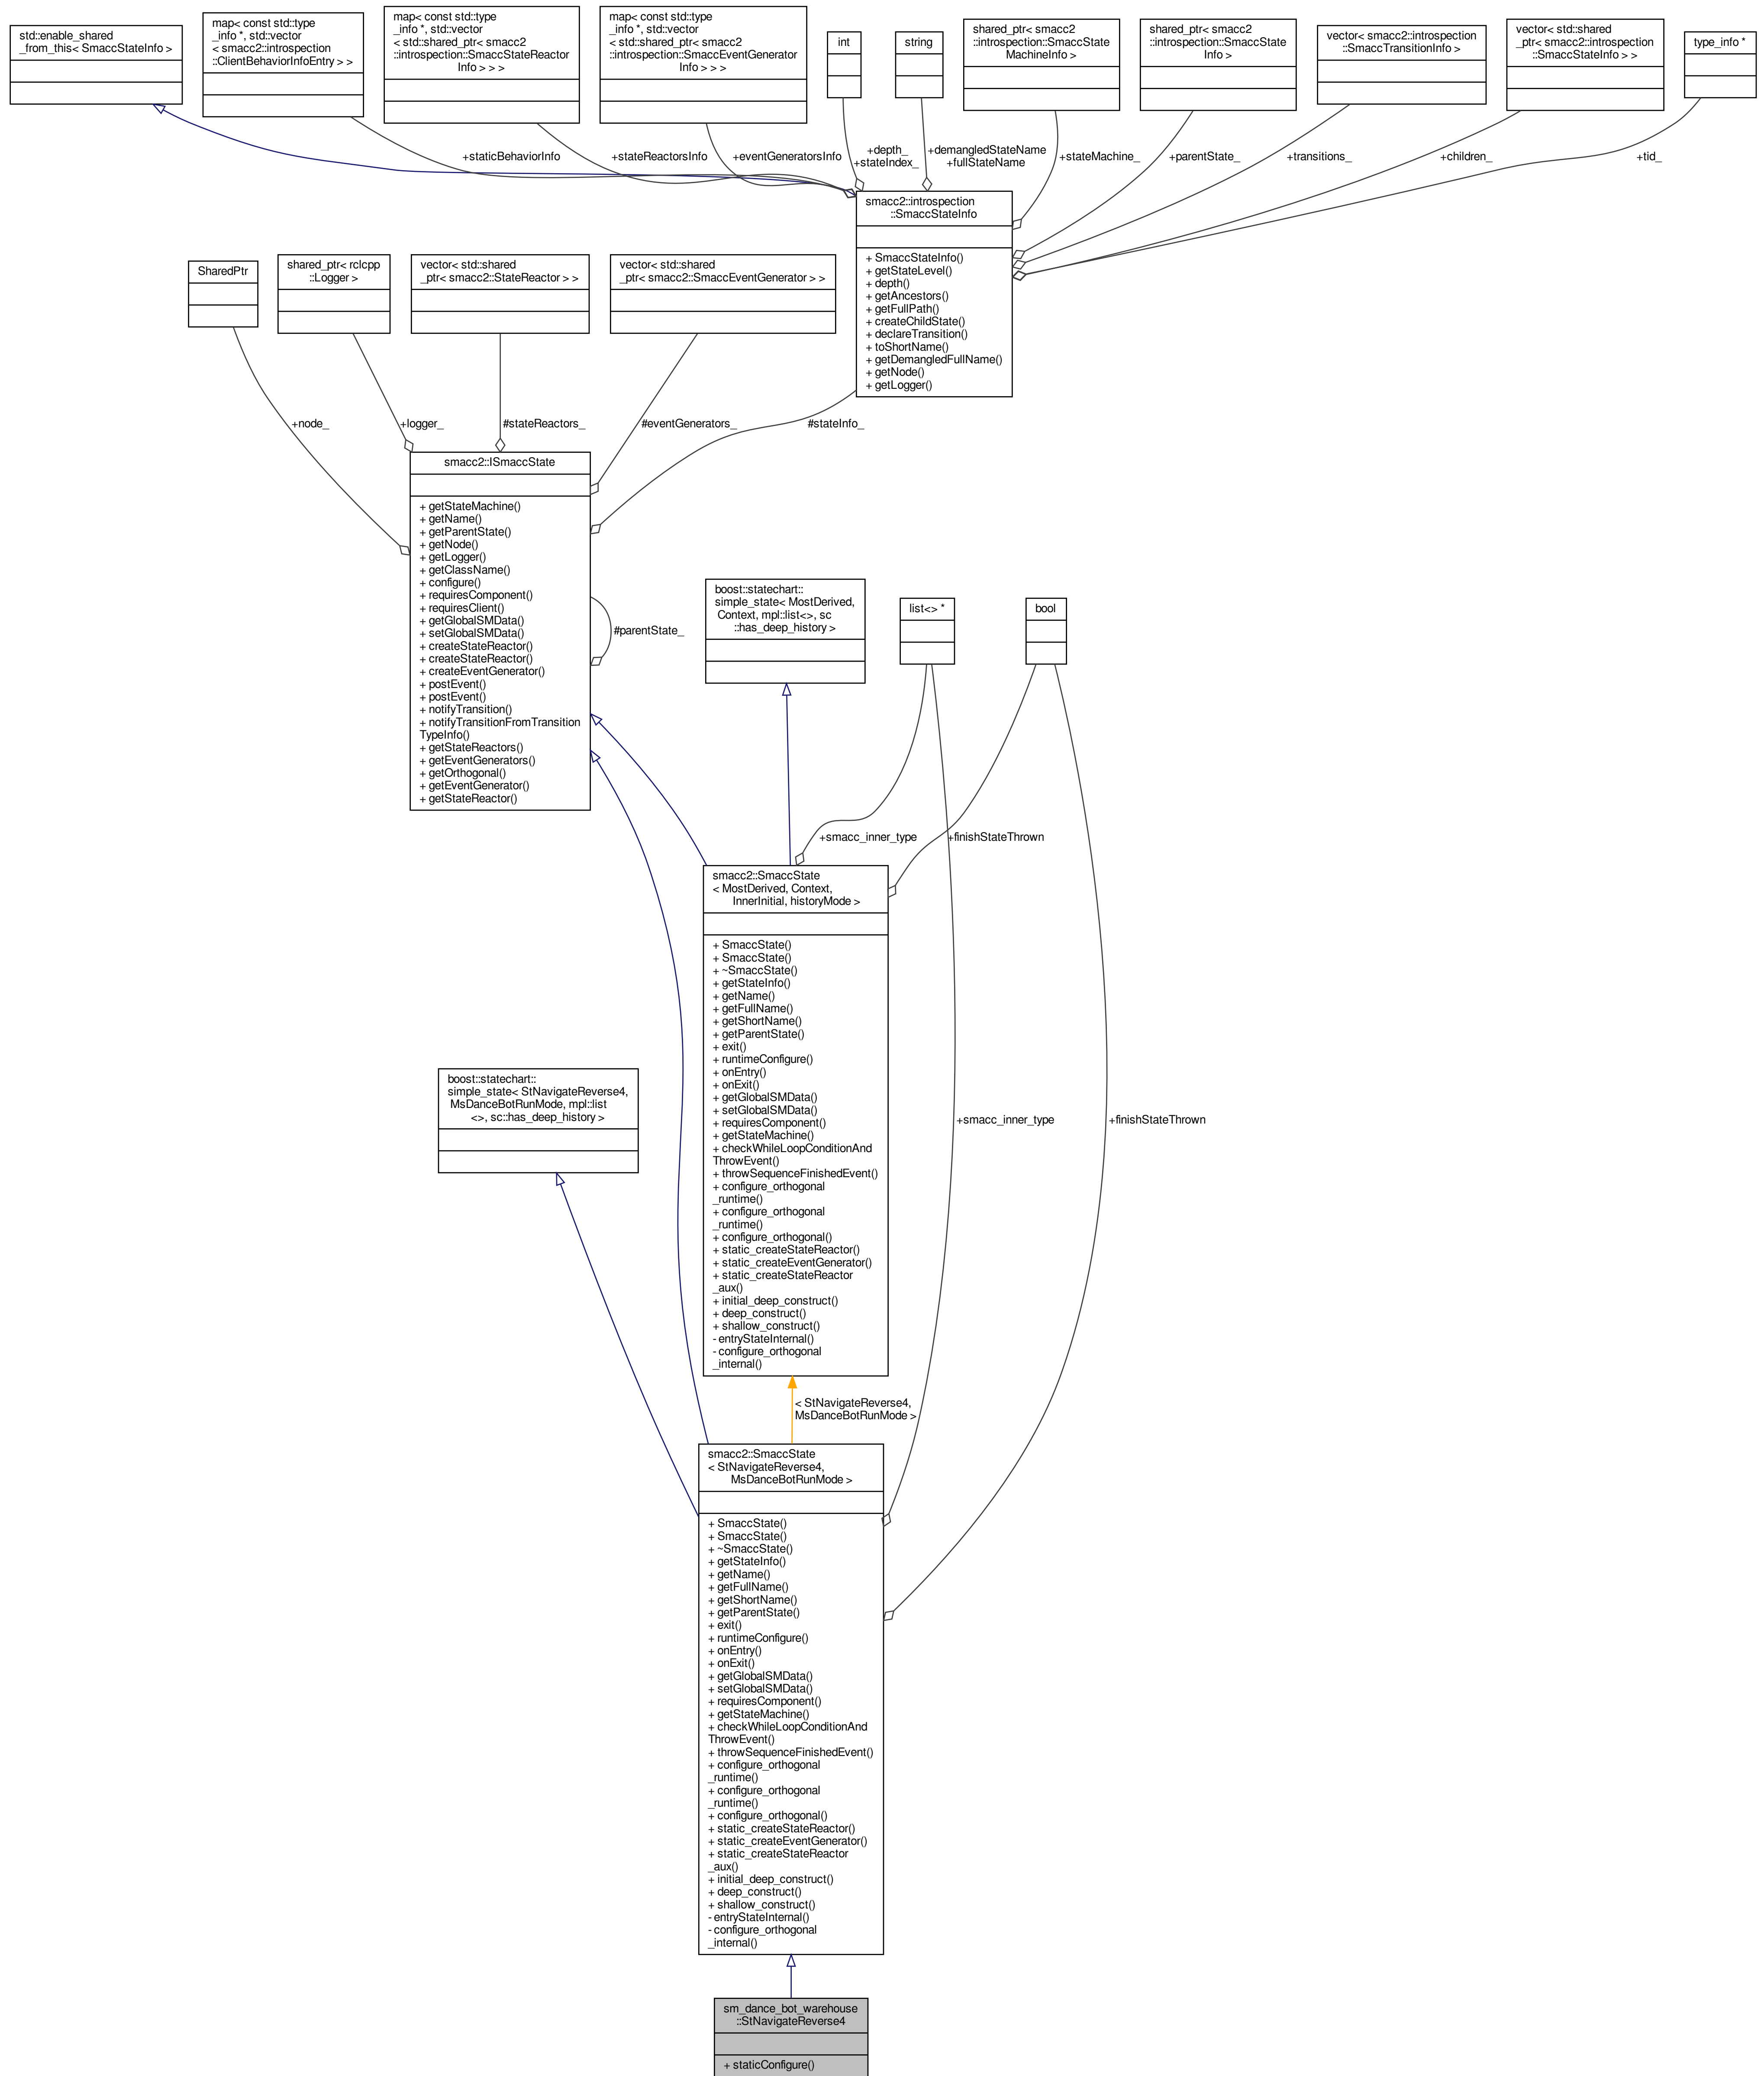 std::enable_shared
_from_this< SmaccStateInfo >
map< const std::type
_info *, std::vector
< smacc2::introspection
::ClientBehaviorInfoEntry > >
map< const std::type
_info *, std::vector
< std::shared_ptr< smacc2
::introspection::SmaccStateReactor
Info > > >
map< const std::type
_info *, std::vector
< std::shared_ptr< smacc2
::introspection::SmaccEventGenerator
Info > > >
int
string
shared_ptr< smacc2
::introspection::SmaccState
MachineInfo >
shared_ptr< smacc2
::introspection::SmaccState
Info >
vector< smacc2::introspection
::SmaccTransitionInfo >
vector< std::shared
_ptr< smacc2::introspection
::SmaccStateInfo > >
type_info *
+staticBehaviorInfo
+stateReactorsInfo
+eventGeneratorsInfo
+depth_
+stateIndex_
+demangledStateName
+fullStateName
+stateMachine_
+parentState_
+transitions_
+children_
+tid_
smacc2::introspection
::SmaccStateInfo
+ SmaccStateInfo()
+ getStateLevel()
+ depth()
+ getAncestors()
+ getFullPath()
+ createChildState()
+ declareTransition()
+ toShortName()
+ getDemangledFullName()
+ getNode()
+ getLogger()
SharedPtr
shared_ptr< rclcpp
::Logger >
vector< std::shared
_ptr< smacc2::StateReactor > >
vector< std::shared
_ptr< smacc2::SmaccEventGenerator > >
+node_
+logger_
#stateReactors_
#eventGenerators_
#stateInfo_
smacc2::ISmaccState
+ getStateMachine()
+ getName()
+ getParentState()
+ getNode()
+ getLogger()
+ getClassName()
+ configure()
+ requiresComponent()
+ requiresClient()
+ getGlobalSMData()
+ setGlobalSMData()
+ createStateReactor()
+ createStateReactor()
+ createEventGenerator()
+ postEvent()
+ postEvent()
+ notifyTransition()
+ notifyTransitionFromTransition
TypeInfo()
+ getStateReactors()
+ getEventGenerators()
+ getOrthogonal()
+ getEventGenerator()
+ getStateReactor()
#parentState_
boost::statechart::
simple_state< MostDerived,
Context, mpl::list<>, sc
::has_deep_history >
list<> *
bool
+smacc_inner_type
+finishStateThrown
smacc2::SmaccState
< MostDerived, Context,
InnerInitial, historyMode >
+ SmaccState()
+ SmaccState()
+ ~SmaccState()
+ getStateInfo()
+ getName()
+ getFullName()
+ getShortName()
+ getParentState()
+ exit()
+ runtimeConfigure()
+ onEntry()
+ onExit()
+ getGlobalSMData()
+ setGlobalSMData()
+ requiresComponent()
+ getStateMachine()
+ checkWhileLoopConditionAnd
ThrowEvent()
+ throwSequenceFinishedEvent()
+ configure_orthogonal
_runtime()
+ configure_orthogonal
_runtime()
+ configure_orthogonal()
+ static_createStateReactor()
+ static_createEventGenerator()
+ static_createStateReactor
_aux()
+ initial_deep_construct()
+ deep_construct()
+ shallow_construct()
- entryStateInternal()
- configure_orthogonal
_internal()
boost::statechart::
simple_state< StNavigateReverse4,
MsDanceBotRunMode, mpl::list
<>, sc::has_deep_history >
+smacc_inner_type
+finishStateThrown
< StNavigateReverse4,
MsDanceBotRunMode >
smacc2::SmaccState
< StNavigateReverse4,
MsDanceBotRunMode >
+ SmaccState()
+ SmaccState()
+ ~SmaccState()
+ getStateInfo()
+ getName()
+ getFullName()
+ getShortName()
+ getParentState()
+ exit()
+ runtimeConfigure()
+ onEntry()
+ onExit()
+ getGlobalSMData()
+ setGlobalSMData()
+ requiresComponent()
+ getStateMachine()
+ checkWhileLoopConditionAnd
ThrowEvent()
+ throwSequenceFinishedEvent()
+ configure_orthogonal
_runtime()
+ configure_orthogonal
_runtime()
+ configure_orthogonal()
+ static_createStateReactor()
+ static_createEventGenerator()
+ static_createStateReactor
_aux()
+ initial_deep_construct()
+ deep_construct()
+ shallow_construct()
- entryStateInternal()
- configure_orthogonal
_internal()
sm_dance_bot_warehouse
::StNavigateReverse4
+ staticConfigure()